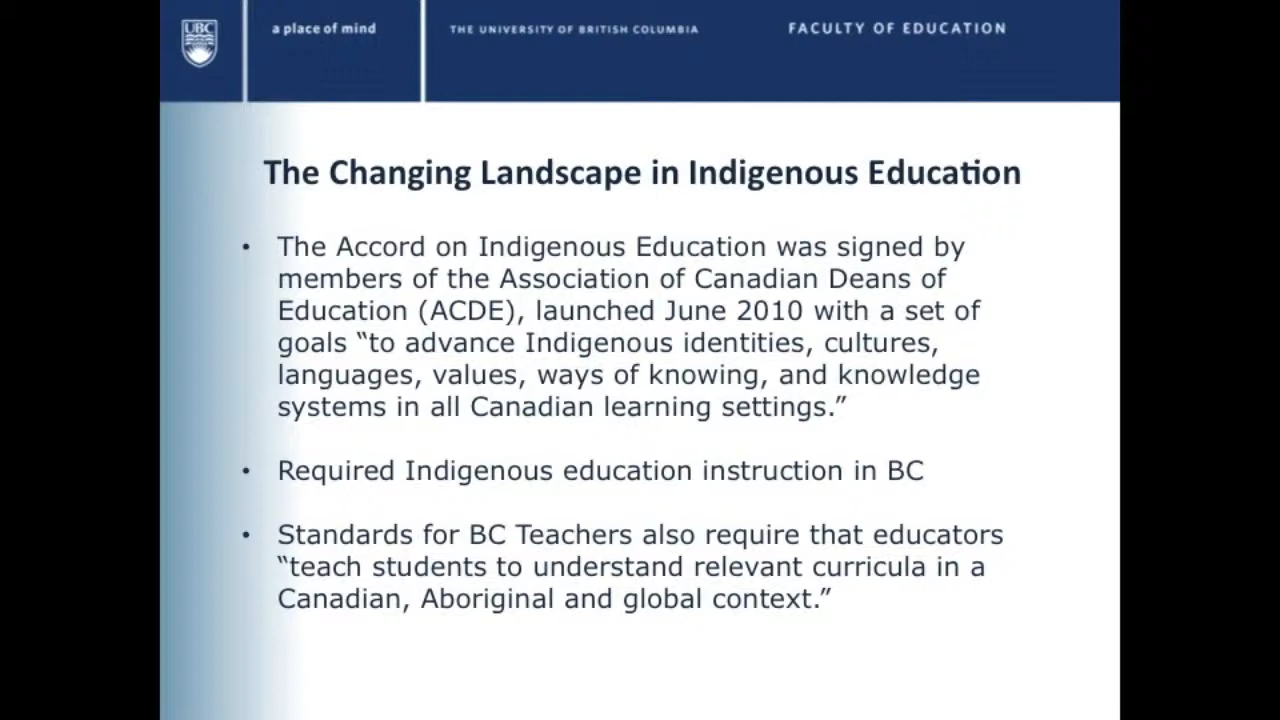 UBC
a place of mind
THE UNIVERSITY OF BRITISH COLUMBIA
FACULTY OF EDUCATION
The Changing Landscape in Indigenous Education
• The Accord on Indigenous Education was signed by
members of the Association of Canadian Deans of
Education (ACDE), launched June 2010 with a set of
goals “to advance Indigenous identities, cultures,
languages, values, ways of knowing, and knowledge
systems in all Canadian learning settings.”
• Required Indigenous education instruction in BC
• Standards for BC Teachers also require that educators
“teach students to understand relevant curricula in a
Canadian, Aboriginal and global context.”